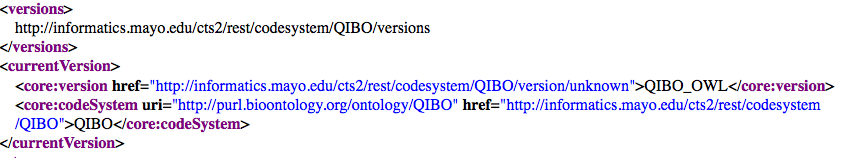 <versions>
http://informatics.mayo.edu/cts2/rest/codesystem/QIBO/versions
</versions>
<currentVersion>
<core:version href="http://informatics.mayo.edu/cts2/rest/codesystem/QIBO/version/unknown">QIBO_OWL</core:version>
<core:codeSystem uri="http://purl.bioontology.org/ontology/QIBO" href="http://informatics.mayo.edu/cts2/rest/codesystem
/QIBO">QIBO</core:codeSystem>
</currentVersion>